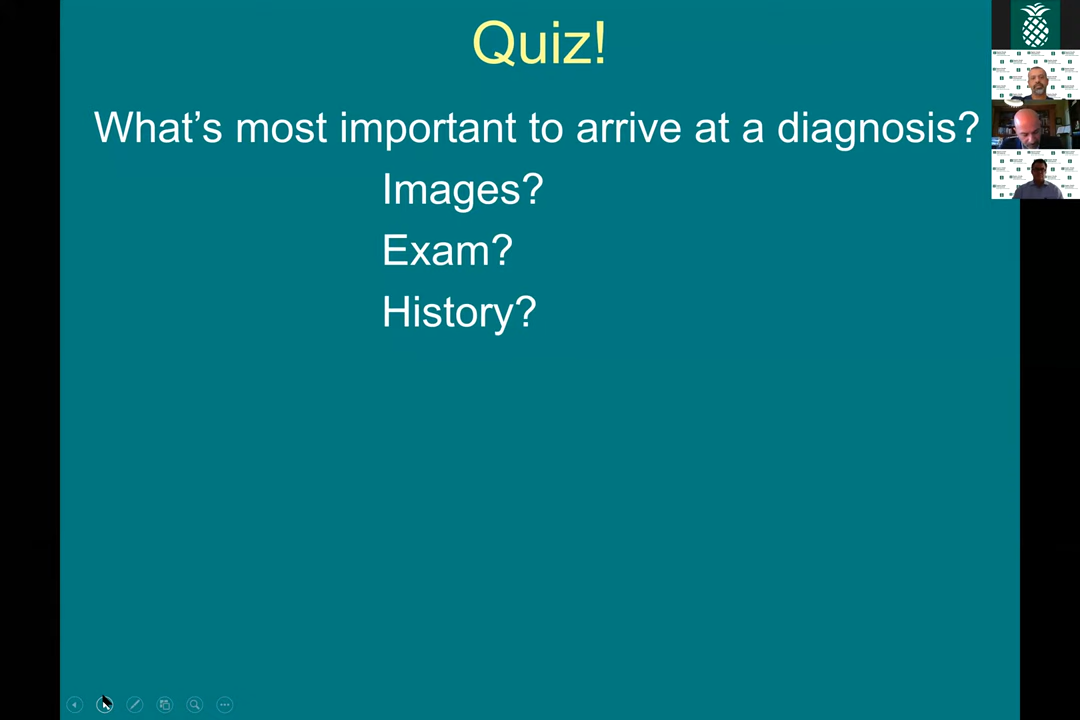 Quiz!
What's most important to arrive at a diagnosis?
Images?
Exam?
History?